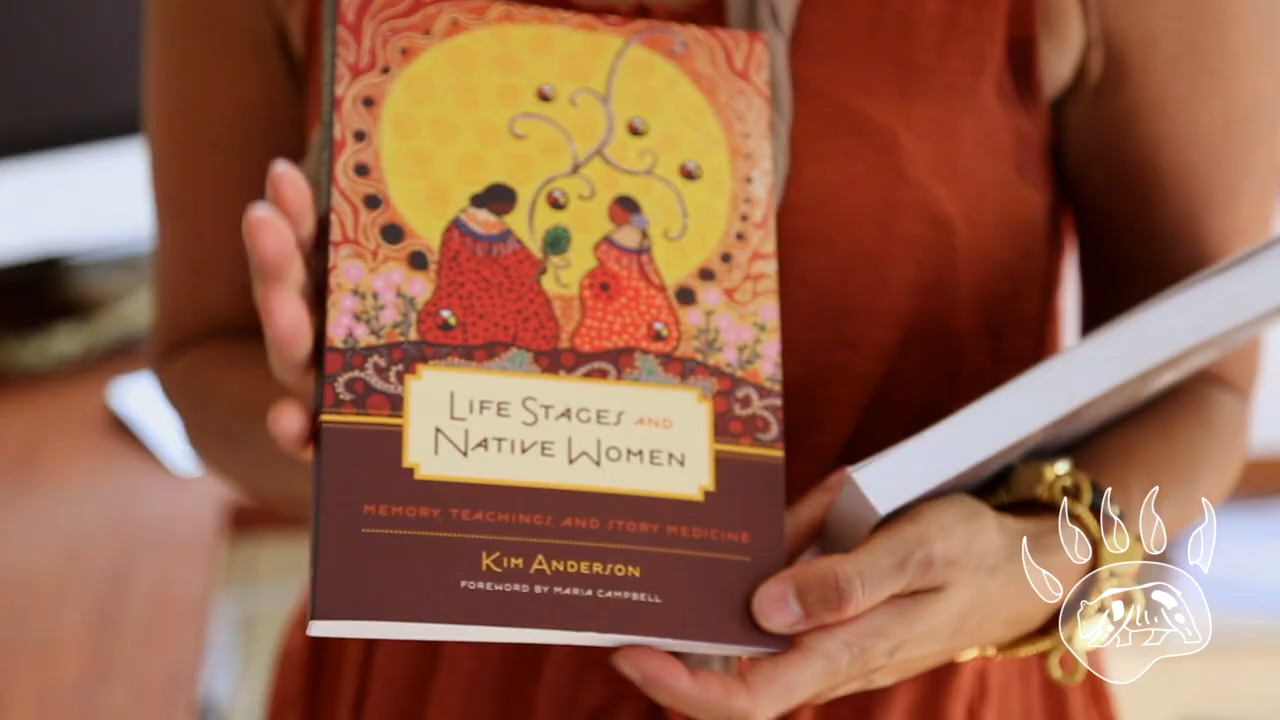 LIFE STAGES AND
NATIVE WOMEN
MEMORY, TEACHINGS, AND STORY MEDICINE
KIM ANDERSON
FOREWORD BY MARIA CAMPBELL